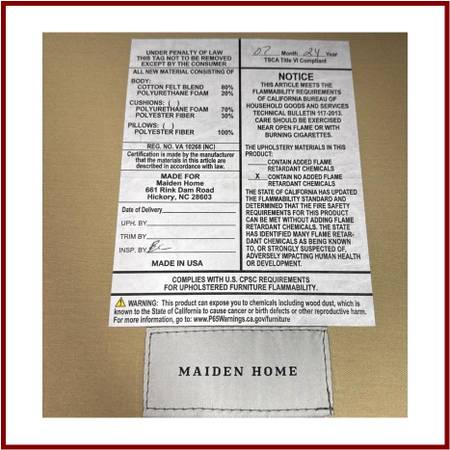 UNDER PENALTY OF LAW
THIS TAG NOT TO BE REMOVED
EXCEPT BY THE CONSUMER
ALL NEW MATERIAL CONSISTING OF
BODY:
COTTON FELT BLEND 80%
POLYURETHANE FOAM 20%
CUSHIONS: ( )
POLYURETHANE FOAM 70%
POLYESTER FIBER 30%
PILLOWS: ( )
POLYESTER FIBER 100%
REG. NO. VA 10268 (NC)
Certification is made by the manufacturer
that the materials in this article are
described in accordance with law.
MADE FOR
Maiden Home
661 Rink Dam Road
Hickory, NC 28603
Date of Delivery
UPH. BY
TRIM BY
INSP. BY
MADE IN USA
07 Month 24 Year
TSCA Title VI Compliant
NOTICE
THIS ARTICLE MEETS THE
FLAMMABILITY REQUIREMENTS
OF CALIFORNIA BUREAU OF
HOUSEHOLD GOODS AND SERVICES
TECHNICAL BULLETIN 117-2013.
CARE SHOULD BE EXERCISED
NEAR OPEN FLAME OR WITH
BURNING CIGARETTES.
THE UPHOLSTERY MATERIALS IN THIS
PRODUCT:
CONTAIN ADDED FLAME
RETARDANT CHEMICALS
X CONTAIN NO ADDED FLAME
RETARDANT CHEMICALS
THE STATE OF CALIFORNIA HAS UPDATED
THE FLAMMABILITY STANDARD AND
DETERMINED THAT THE FIRE SAFETY
REQUIREMENTS FOR THIS PRODUCT
CAN BE MET WITHOUT ADDING FLAME
RETARDANT CHEMICALS. THE STATE
HAS IDENTIFIED MANY FLAME RETAR-
DANT CHEMICALS AS BEING KNOWN
TO, OR STRONGLY SUSPECTED OF,
ADVERSELY IMPACTING HUMAN HEALTH
OR DEVELOPMENT.
COMPLIES WITH U.S. CPSC REQUIREMENTS
FOR UPHOLSTERED FURNITURE FLAMMABILITY.
WARNING: This product can expose you to chemicals including wood dust, which is
known to the State of California to cause cancer or birth defects or other reproductive harm.
For more information, go to: www.P65Warnings.ca.gov/furniture
MAIDEN HOME